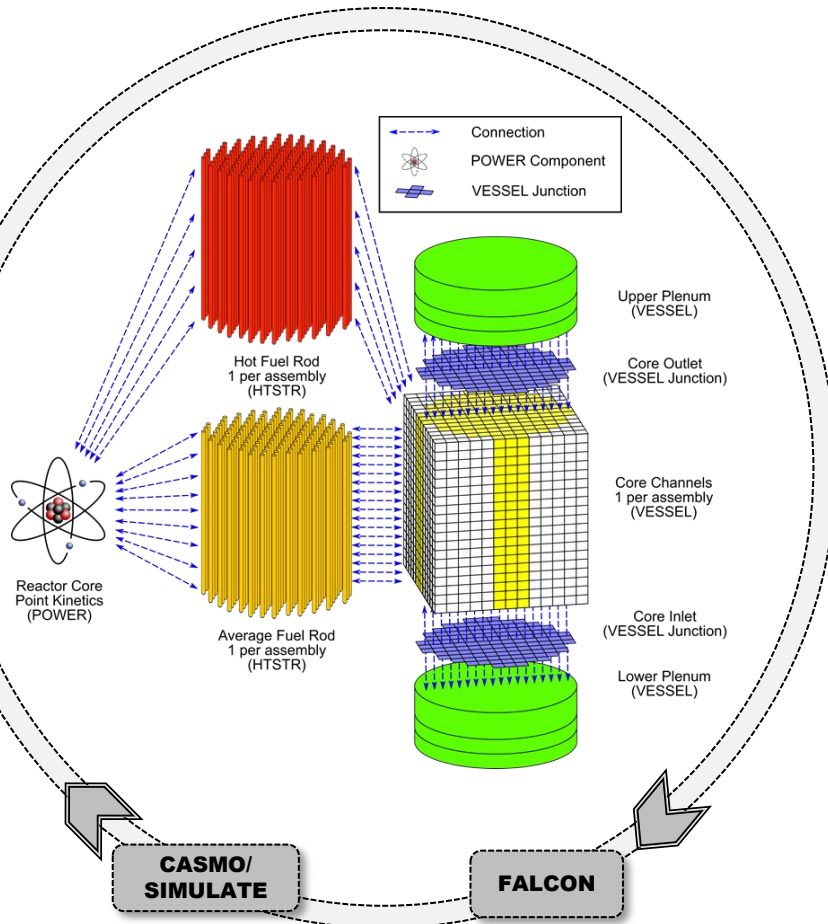 Connection
POWER Component
VESSEL Junction
Upper Plenum
(VESSEL)
Hot Fuel Rod
1 per assembly
(HTSTR)
Core Outlet
(VESSEL Junction)
Core Channels
1 per assembly
(VESSEL)
Reactor Core
Point Kinetics
(POWER)
Average Fuel Rod
1 per assembly
(HTSTR)
Core Inlet
(VESSEL Junction)
Lower Plenum
(VESSEL)
CASMO/
SIMULATE
FALCON